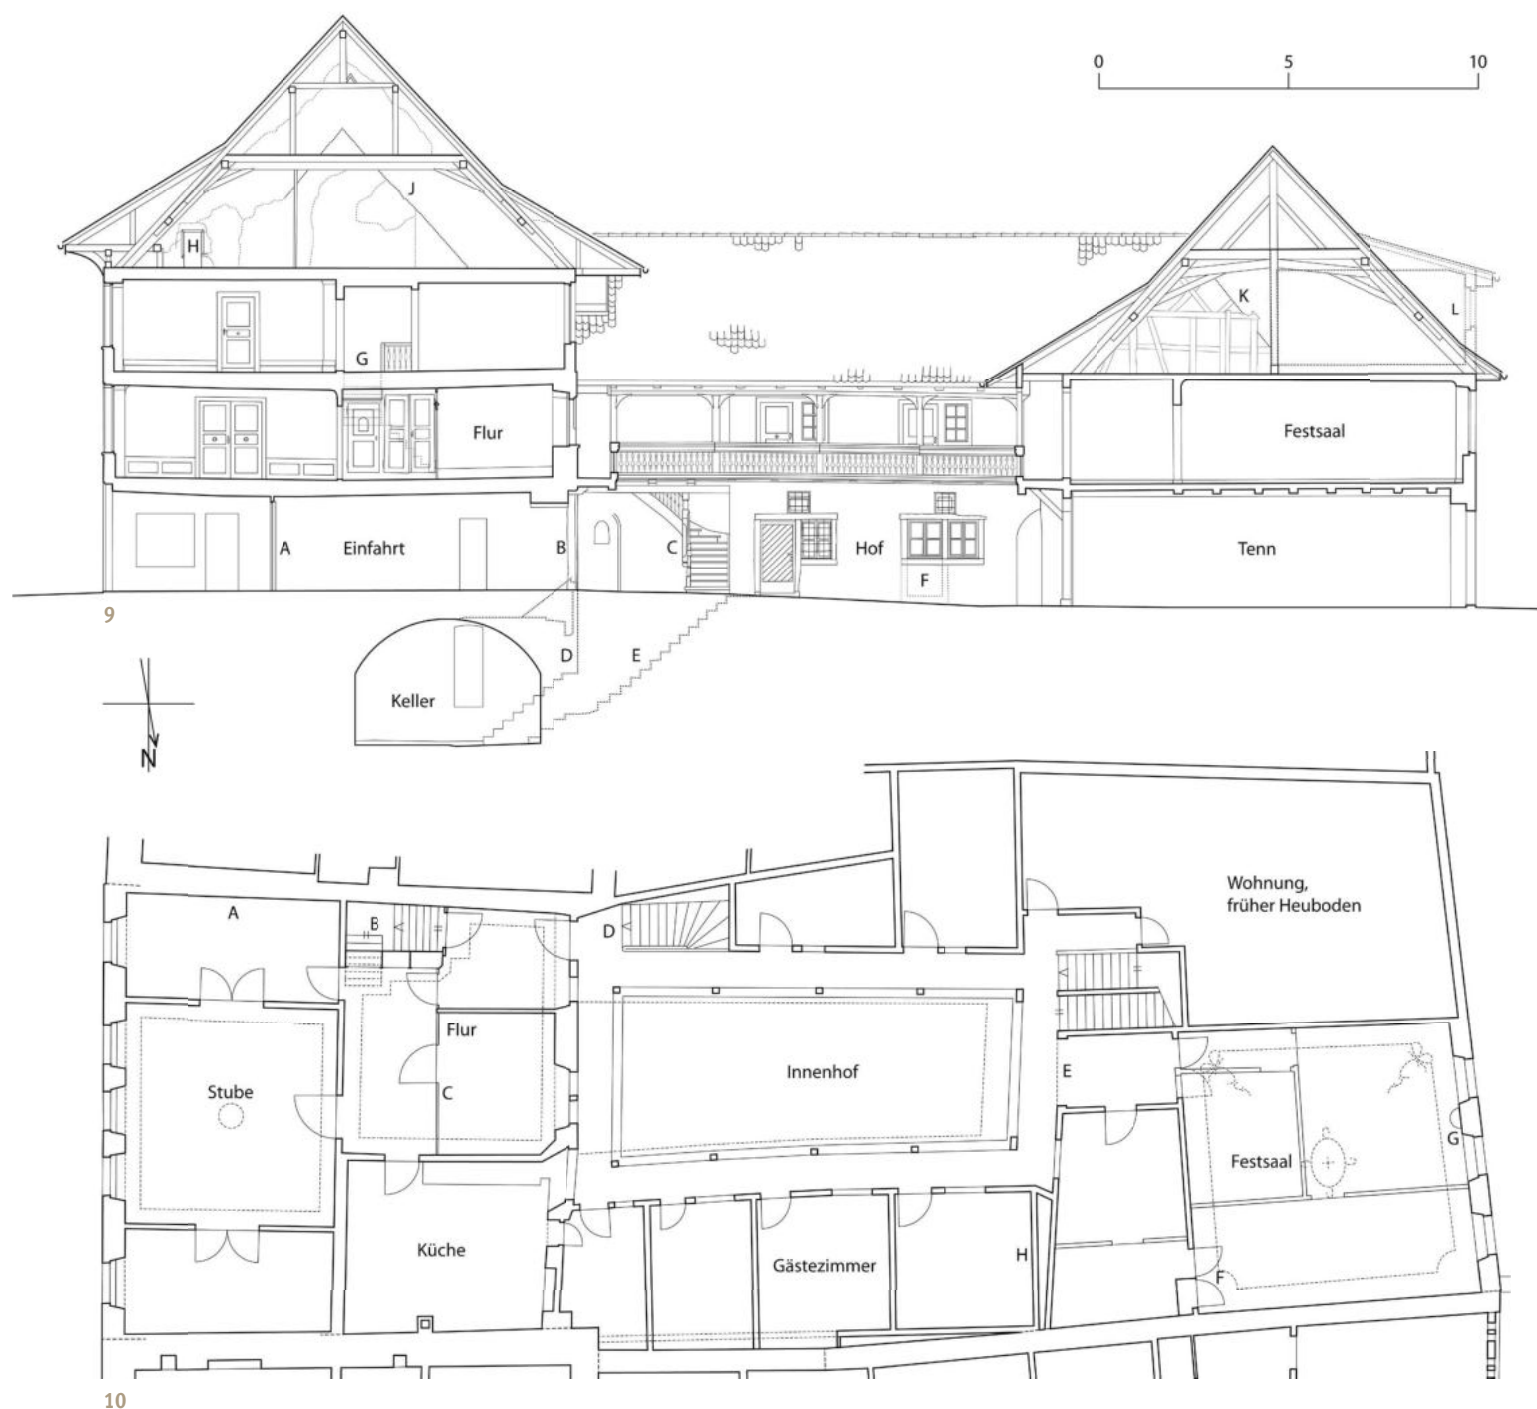 0 5 10
J
H
K
L
G
Flur
Festsaal
A
Einfahrt
B
C
Hof
F
Tenn
9
D
E
Keller
N
Wohnung,
früher Heuboden
A
B
D
Flur
Stube
C
Innenhof
E
G
Festsaal
Küche
Gästezimmer
H
F
10